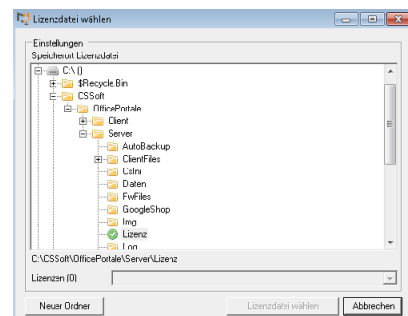 Lizenzdatei wählen
Einstellungen
Speicherort Lizenzdatei
C:\ ()
$Recycle.Bin
CSSoft
OfficePortale
Client
Server
AutoBackup
ClientFiles
CsIni
Daten
FwFiles
GoogleShop
Img
Lizenz
Log
C:\CSSoft\OfficePortale\Server\Lizenz
Lizenzen (0)
Neuer Ordner
Lizenzdatei wählen
Abbrechen